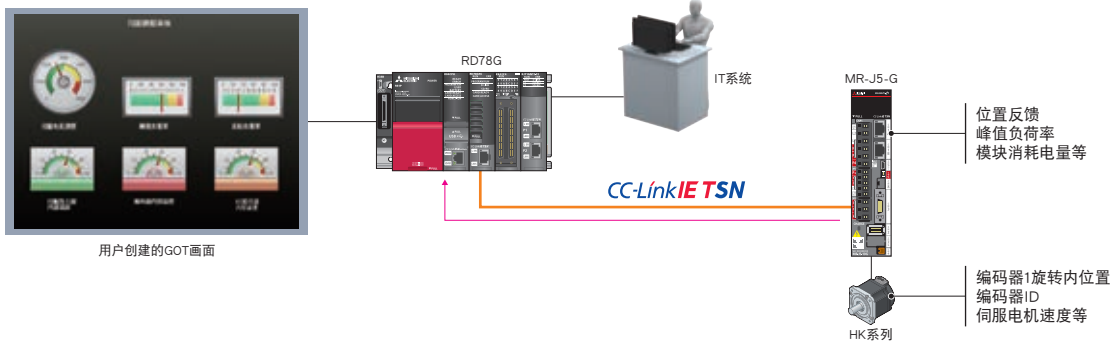 RD78G
IT系统
MR-J5-G
位置反馈
峰值负荷率
模块消耗电量等
CC-Link IE TSN
用户创建的GOT画面
编码器1旋转内位置
编码器ID
伺服电机速度等
HK系列